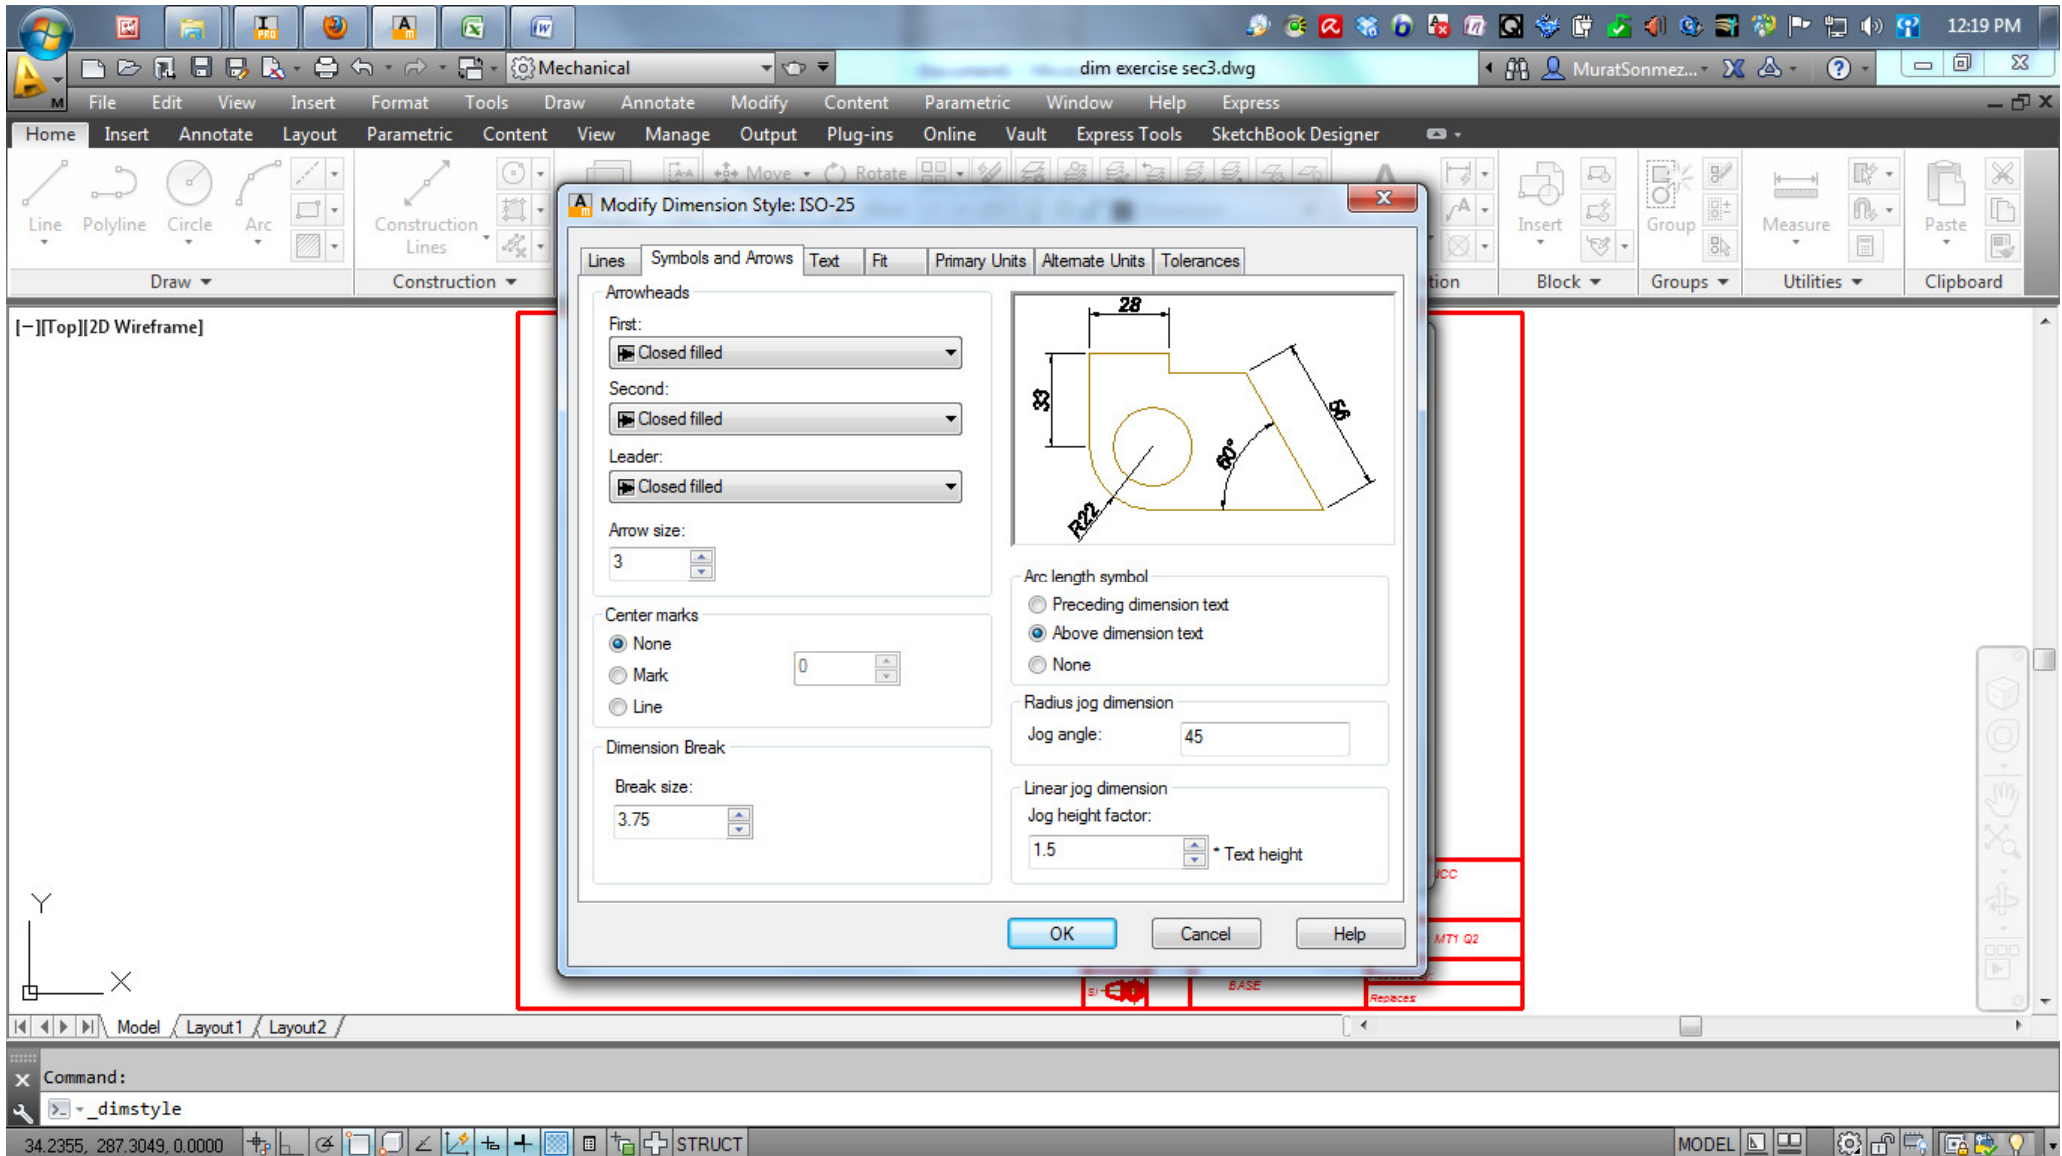 12:19 PM
Mechanical
dim exercise sec3.dwg
MuratSonmez...
M
File Edit View Insert Format Tools Draw Annotate Modify Content Parametric Window Help Express
Home Insert Annotate Layout Parametric Content View Manage Output Plug-ins Online Vault Express Tools SketchBook Designer
Move Rotate
Line Polyline Circle Arc
Construction
Lines
Insert
Group
Measure
Paste
Draw
Construction
tion
Block
Groups
Utilities
Clipboard
[−][Top][2D Wireframe]
Modify Dimension Style: ISO-25
Lines Symbols and Arrows Text Fit Primary Units Alternate Units Tolerances
Arrowheads
First:
Closed filled
Second:
Closed filled
Leader:
Closed filled
Arrow size:
3
Center marks
None
Mark
0
Line
Dimension Break
Break size:
3.75
28
33
60°
R22
Arc length symbol
Preceding dimension text
Above dimension text
None
Radius jog dimension
Jog angle:
45
Linear jog dimension
Jog height factor:
1.5
* Text height
OK Cancel Help
MT1 Q2
BASE
Replaces:
Y
X
Model Layout1 Layout2
Command:
_dimstyle
34.2355, 287.3049, 0.0000
STRUCT
MODEL